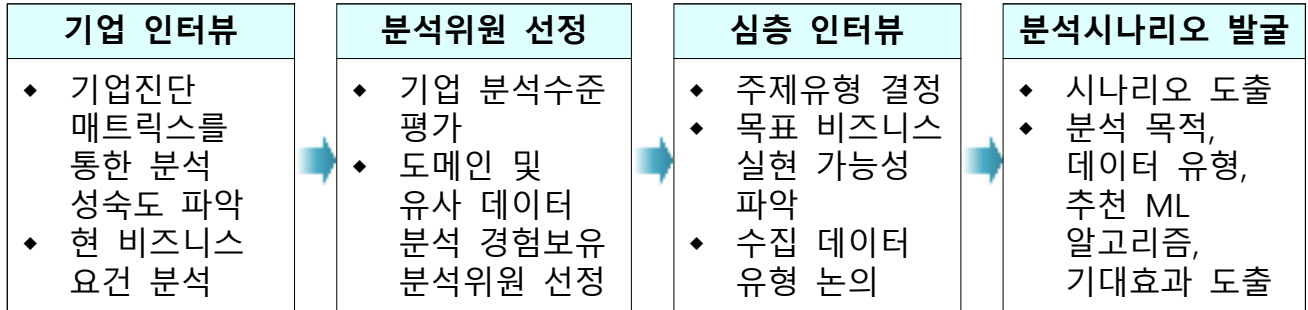 기업 인터뷰
◆ 기업진단
매트릭스를
통한 분석
성숙도 파악
◆ 현 비즈니스
요건 분석
분석위원 선정
◆ 기업 분석수준
평가
◆ 도메인 및
유사 데이터
분석 경험보유
분석위원 선정
심층 인터뷰
◆ 주제유형 결정
◆ 목표 비즈니스
실현 가능성
파악
◆ 수집 데이터
유형 논의
분석시나리오 발굴
◆ 시나리오 도출
◆ 분석 목적,
데이터 유형,
추천 ML
알고리즘,
기대효과 도출